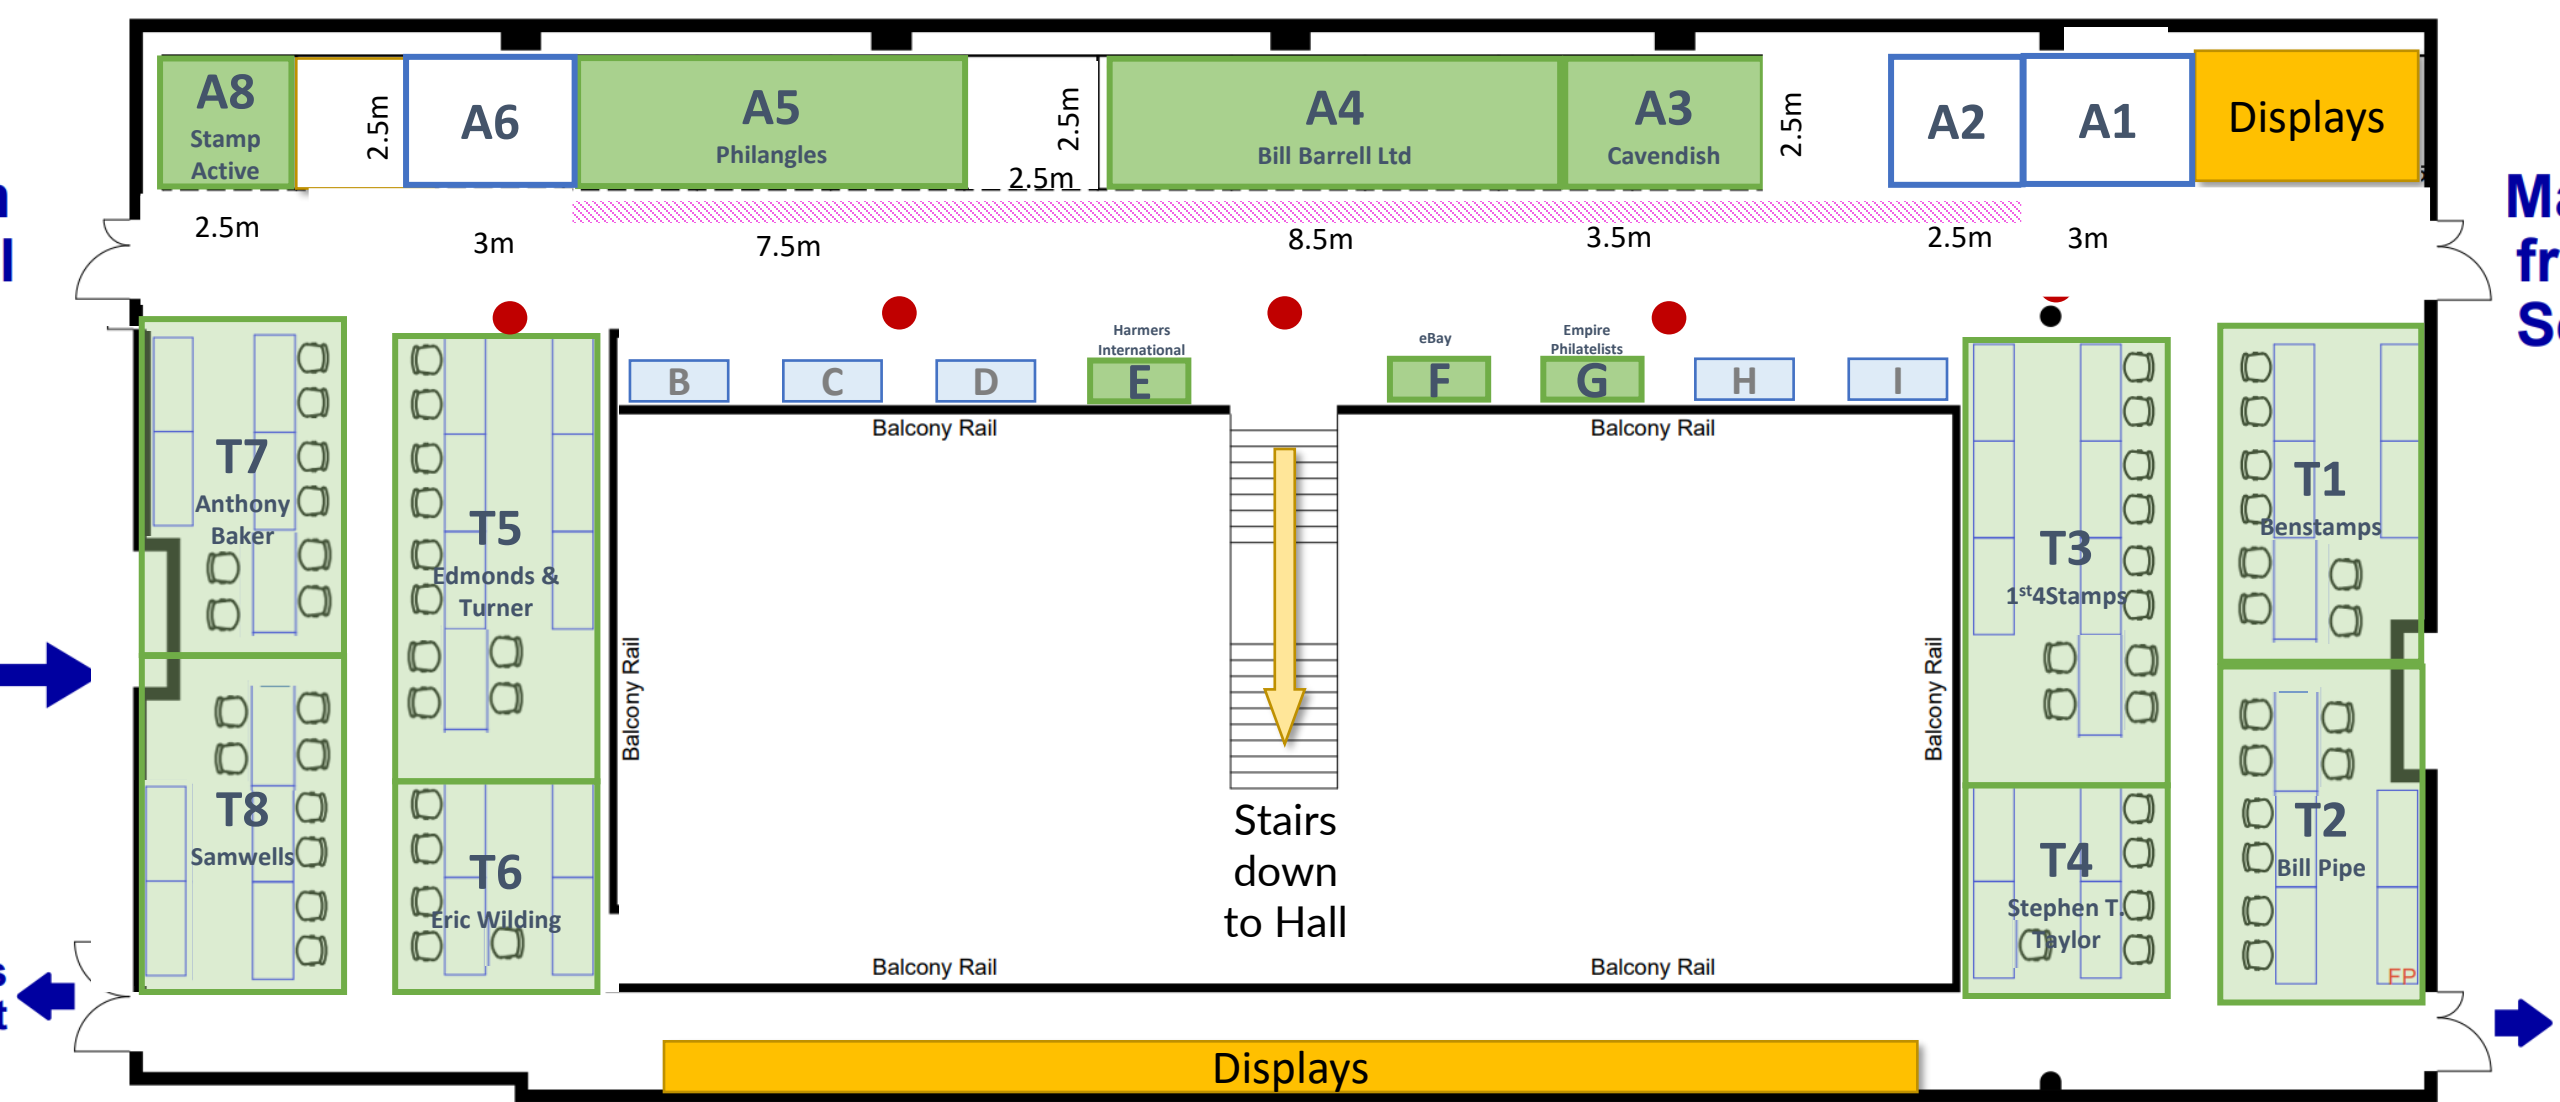 A8
Stamp
Active
2.5m
A6
A5
Philangles
2.5m
2.5m
A4
Bill Barrell Ltd
A3
Cavendish
2.5m
A2
A1
Displays
2.5m
3m
7.5m
8.5m
3.5m
2.5m
3m
Harmers
International
eBay
Empire
Philatelists
B
C
D
E
F
G
H
I
Balcony Rail
Balcony Rail
T7
Anthony
Baker
T5
Edmonds &
Turner
T3
1st4Stamps
T1
Benstamps
Balcony Rail
Balcony Rail
T8
Samwells
T6
Eric Wilding
Stairs
down
to Hall
T4
Stephen T.
Taylor
T2
Bill Pipe
FP
Balcony Rail
Balcony Rail
Displays